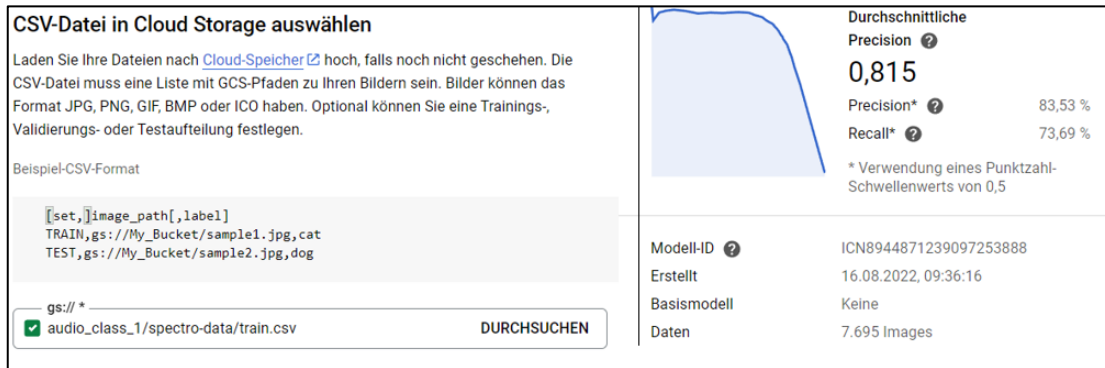 CSV-Datei in Cloud Storage auswählen
Laden Sie Ihre Dateien nach Cloud-Speicher hoch, falls noch nicht geschehen. Die
CSV-Datei muss eine Liste mit GCS-Pfaden zu Ihren Bildern sein. Bilder können das
Format JPG, PNG, GIF, BMP oder ICO haben. Optional können Sie eine Trainings-,
Validierungs- oder Testaufteilung festlegen.
Beispiel-CSV-Format
[set,]image_path[,label]
TRAIN,gs://My_Bucket/sample1.jpg,cat
TEST,gs://My_Bucket/sample2.jpg,dog
gs:// *
audio_class_1/spectro-data/train.csv DURCHSUCHEN
Durchschnittliche
Precision ?
0,815
Precision* ? 83,53 %
Recall* ? 73,69 %
* Verwendung eines Punktzahl-
Schwellenwerts von 0,5
Modell-ID ? ICN8944871239097253888
Erstellt 16.08.2022, 09:36:16
Basismodell Keine
Daten 7.695 Images